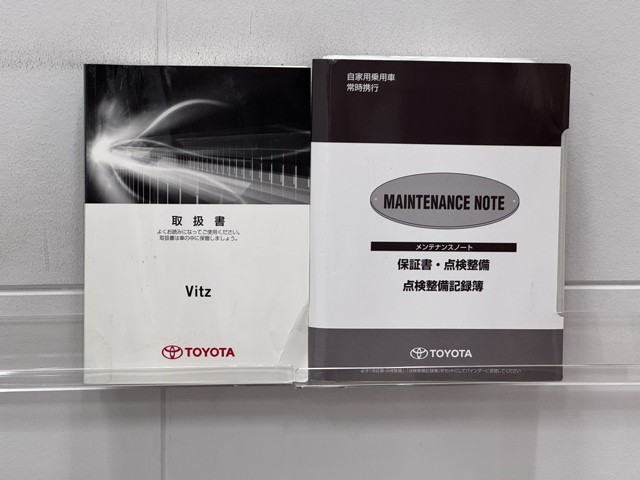 取扱書
よくお読みになってご使用ください。
取扱書は車の中に保管しましょう。
Vitz
TOYOTA
自家用乗用車
常時携行
MAINTENANCE NOTE
メンテナンスノート
保証書・点検整備
点検整備記録簿
TOYOTA